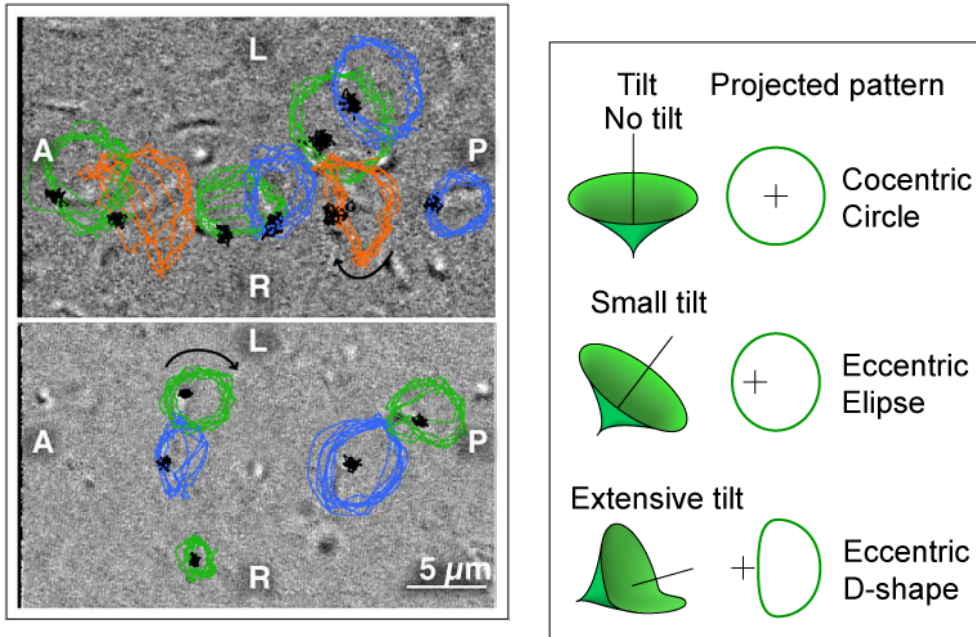 L
A
P
R
L
A
P
R
5 µm
Tilt
Projected pattern
No tilt
Cocentric
Circle
Small tilt
Eccentric
Elipse
Extensive tilt
Eccentric
D-shape